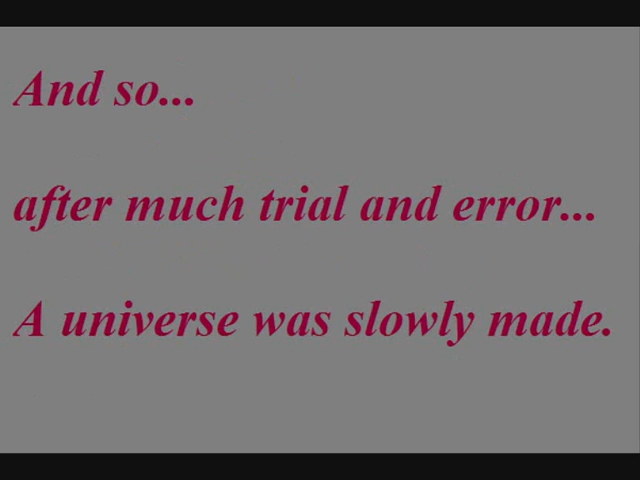 And so...
after much trial and error...
A universe was slowly made.